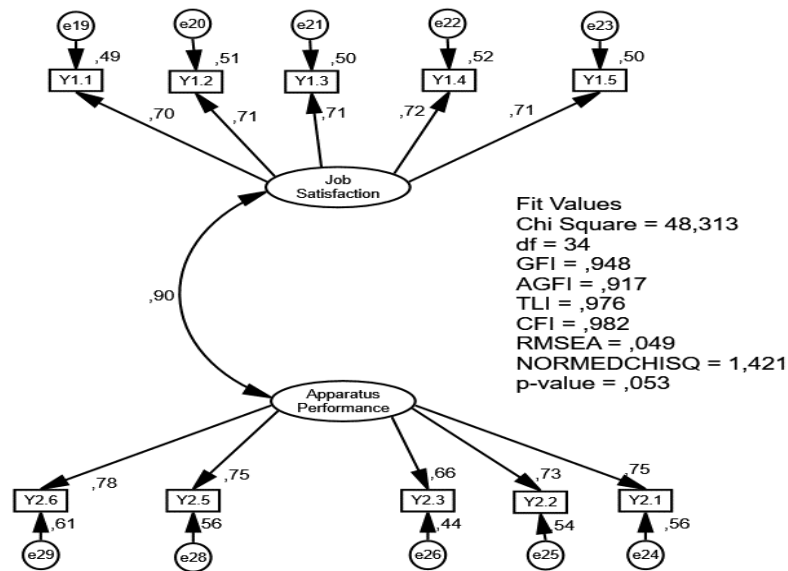 e19 e20 e21 e22 e23
,49 ,51 ,50 ,52 ,50
Y1.1 Y1.2 Y1.3 Y1.4 Y1.5
,70 ,71 ,71 ,72 ,71
Job
Satisfaction
Fit Values
Chi Square = 48,313
df = 34
GFI = ,948
AGFI = ,917
TLI = ,976
CFI = ,982
RMSEA = ,049
NORMEDCHISQ = 1,421
p-value = ,053
,90
Apparatus
Performance
,78 ,75 ,66 ,73 ,75
Y2.6 Y2.5 Y2.3 Y2.2 Y2.1
,61 56 ,44 54 ,56
e29 e28 e26 e25 e24